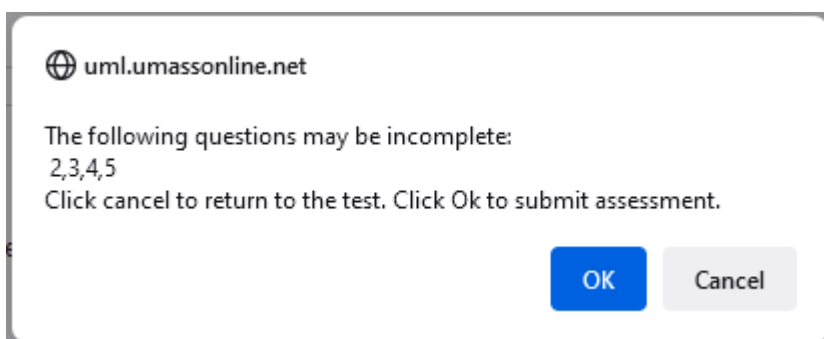 uml.umassonline.net
The following questions may be incomplete:
2,3,4,5
Click cancel to return to the test. Click Ok to submit assessment.
OK
Cancel